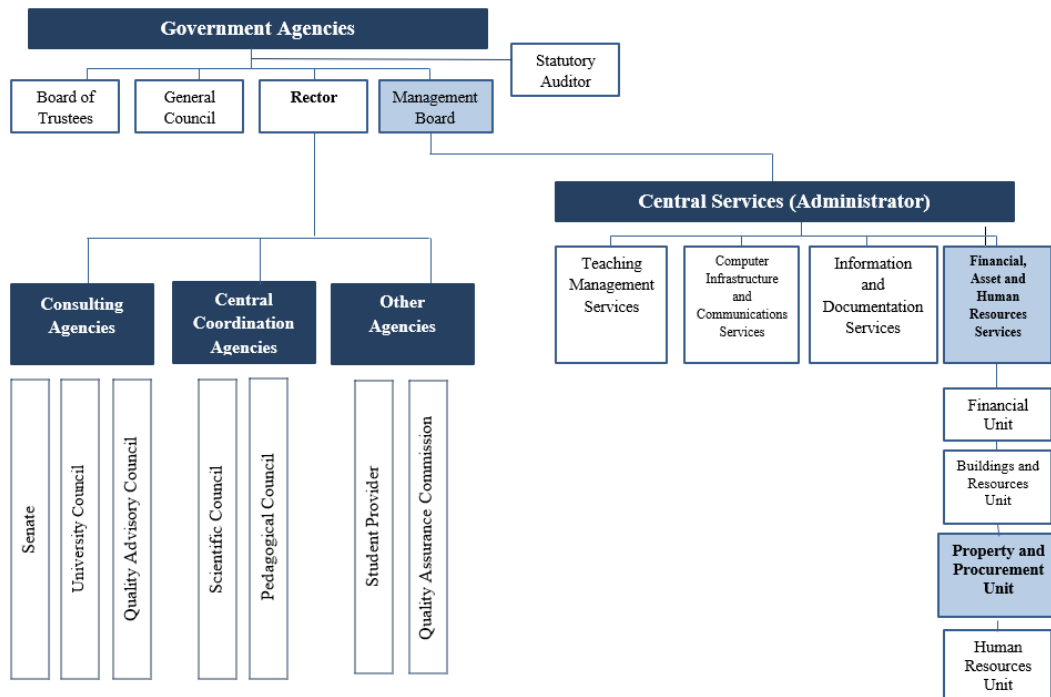 Government Agencies
Statutory
Auditor
Board of
Trustees
General
Council
Rector
Management
Board
Central Services (Administrator)
Teaching
Management
Services
Computer
Infrastructure
and
Communications
Services
Information
and
Documentation
Services
Financial,
Asset and
Human
Resources
Services
Consulting
Agencies
Central
Coordination
Agencies
Other
Agencies
Senate
University Council
Quality Advisory Council
Scientific Council
Pedagogical Council
Student Provider
Quality Assurance Commission
Financial
Unit
Buildings and
Resources
Unit
Property and
Procurement
Unit
Human
Resources
Unit